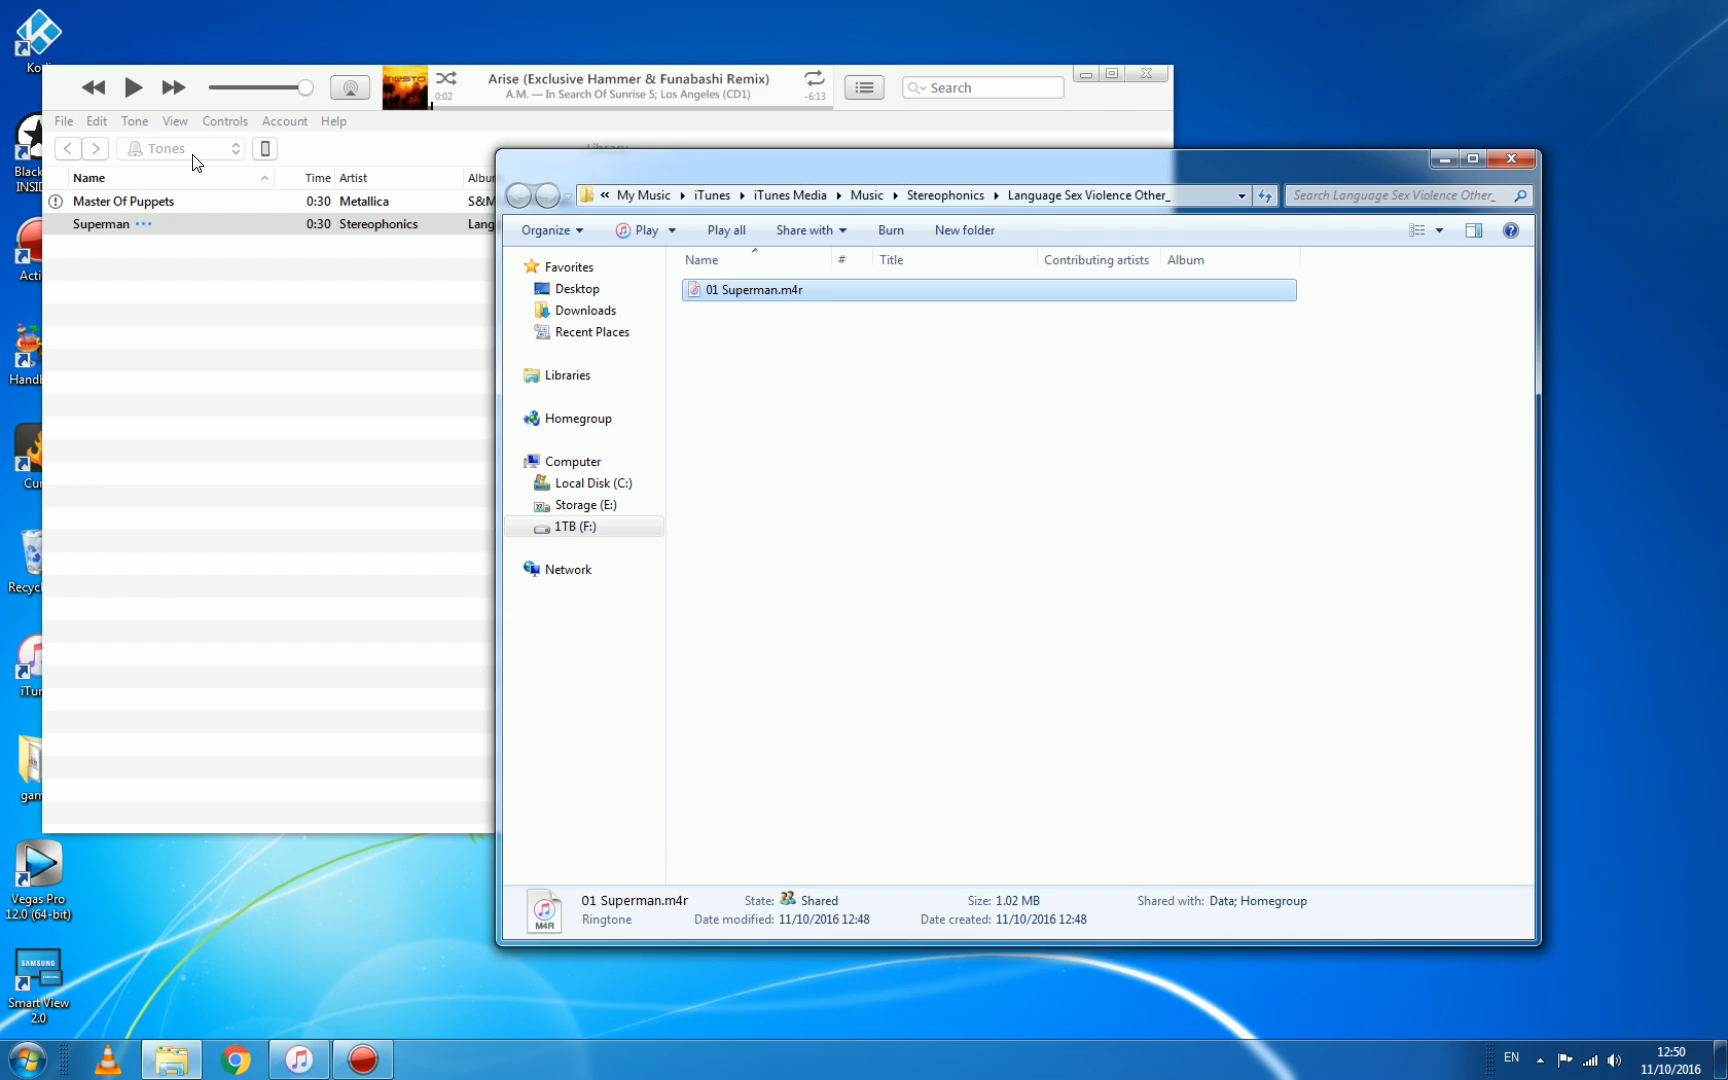 Arise (Exclusive Hammer & Funabashi Remix)
A.M. — In Search Of Sunrise 5; Los Angeles (CD1)
0:02
-6:13
Search
File Edit Tone View Controls Account Help
Tones
Name Time Artist
Master Of Puppets 0:30 Metallica S&M
Superman 0:30 Stereophonics Lang
« My Music iTunes iTunes Media Music Stereophonics Language Sex Violence Other_
Search Language Sex Violence Other_
Organize Play Play all Share with Burn New folder
Name # Title Contributing artists Album
01 Superman.m4r
Favorites
Desktop
Downloads
Recent Places
Libraries
Homegroup
Computer
Local Disk (C:)
Storage (E:)
1TB (F:)
Network
M4R
01 Superman.m4r State: Shared Size: 1.02 MB Shared with: Data; Homegroup
Ringtone Date modified: 11/10/2016 12:48 Date created: 11/10/2016 12:48
Vegas Pro
12.0 (64-bit)
SAMSUNG
Smart View
2.0
EN
12:50
11/10/2016